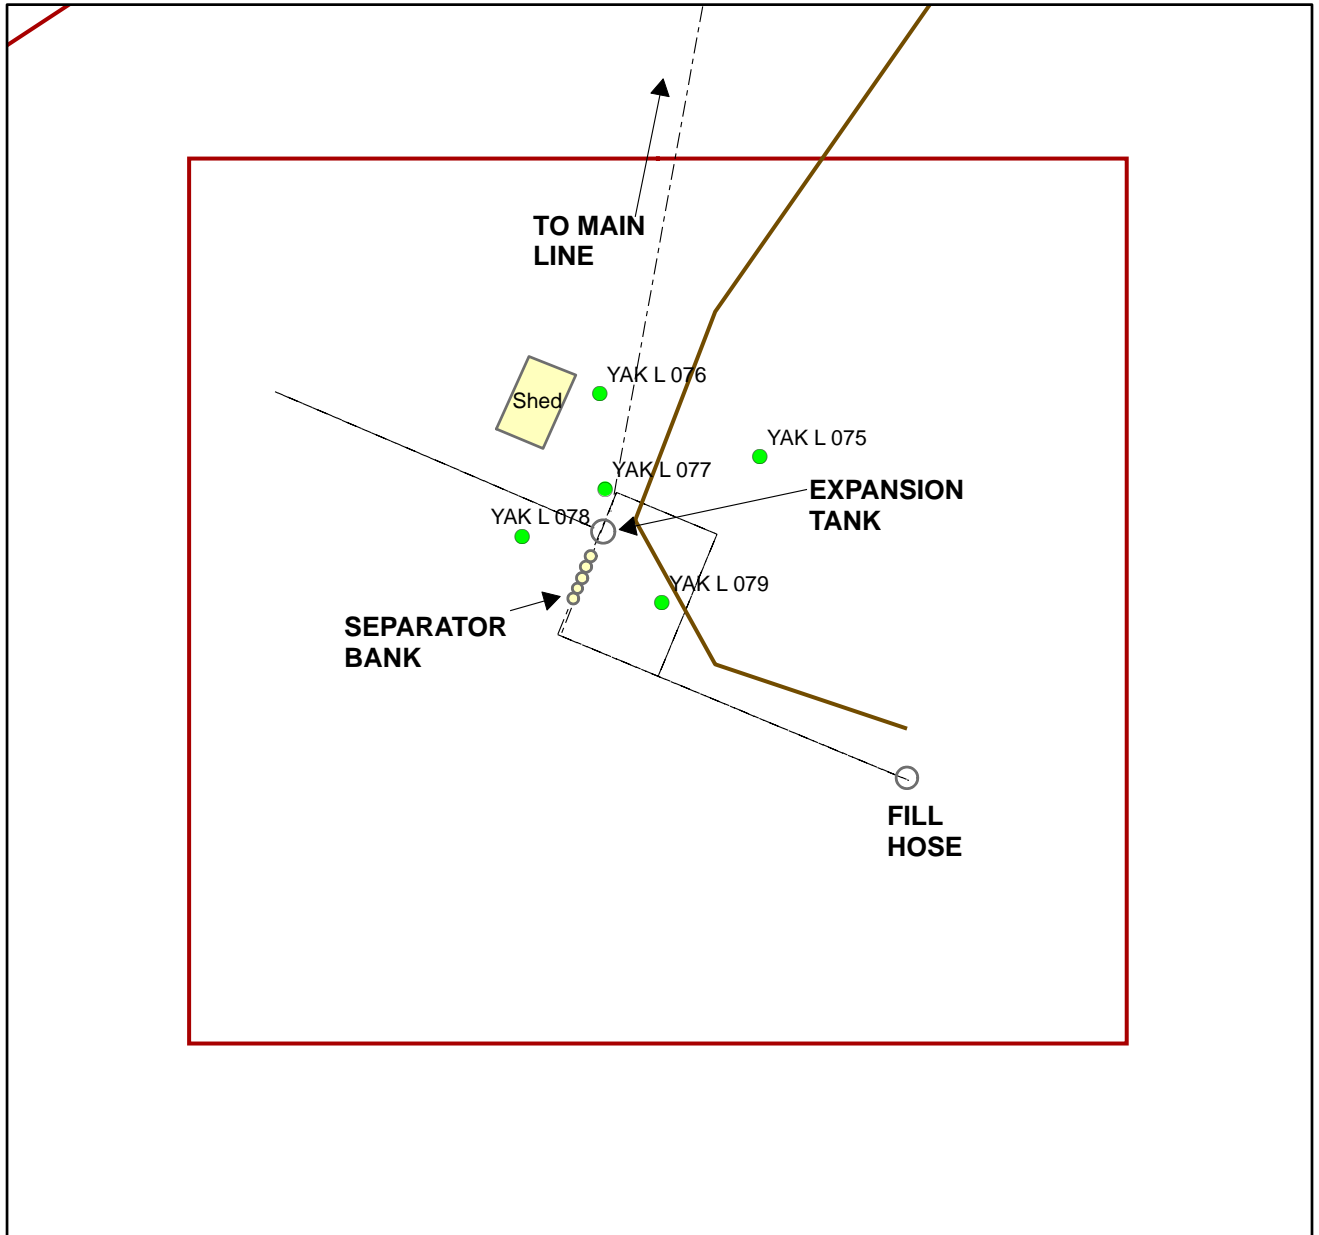 TO MAIN
LINE
YAK L 076
Shed
YAK L 075
YAK L 077
EXPANSION
TANK
YAK L 078
YAK L 079
SEPARATOR
BANK
FILL
HOSE